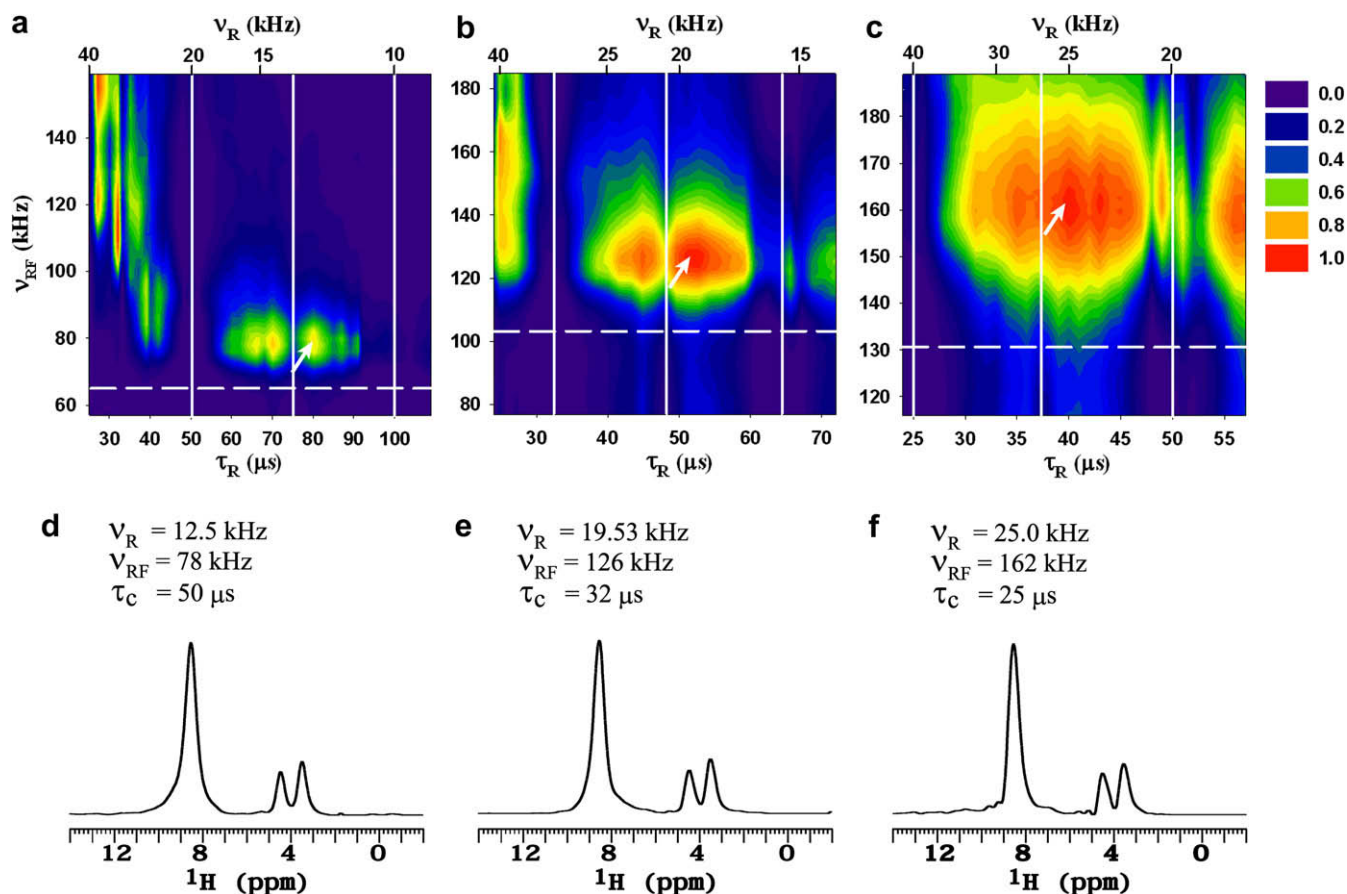 a
ν_R (kHz)
40 20 15 10
ν_RF (kHz)
140
120
100
80
60
30 40 50 60 70 80 90 100
τ_R (μs)
b
ν_R (kHz)
40 25 20 15
180
160
140
120
100
80
30 40 50 60 70
τ_R (μs)
c
ν_R (kHz)
40 30 25 20
180
170
160
150
140
130
120
25 30 35 40 45 50 55
τ_R (μs)
0.0
0.2
0.4
0.6
0.8
1.0
d
ν_R = 12.5 kHz
ν_RF = 78 kHz
τ_C = 50 μs
12 8 4 0
¹H (ppm)
e
ν_R = 19.53 kHz
ν_RF = 126 kHz
τ_C = 32 μs
12 8 4 0
¹H (ppm)
f
ν_R = 25.0 kHz
ν_RF = 162 kHz
τ_C = 25 μs
12 8 4 0
¹H (ppm)